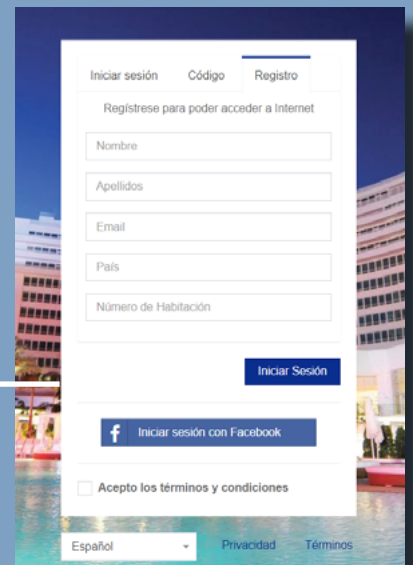 Iniciar sesión Código Registro
Regístrese para poder acceder a Internet
Nombre
Apellidos
Email
País
Número de Habitación
Iniciar Sesión
f Iniciar sesión con Facebook
Acepto los términos y condiciones
Español Privacidad Términos